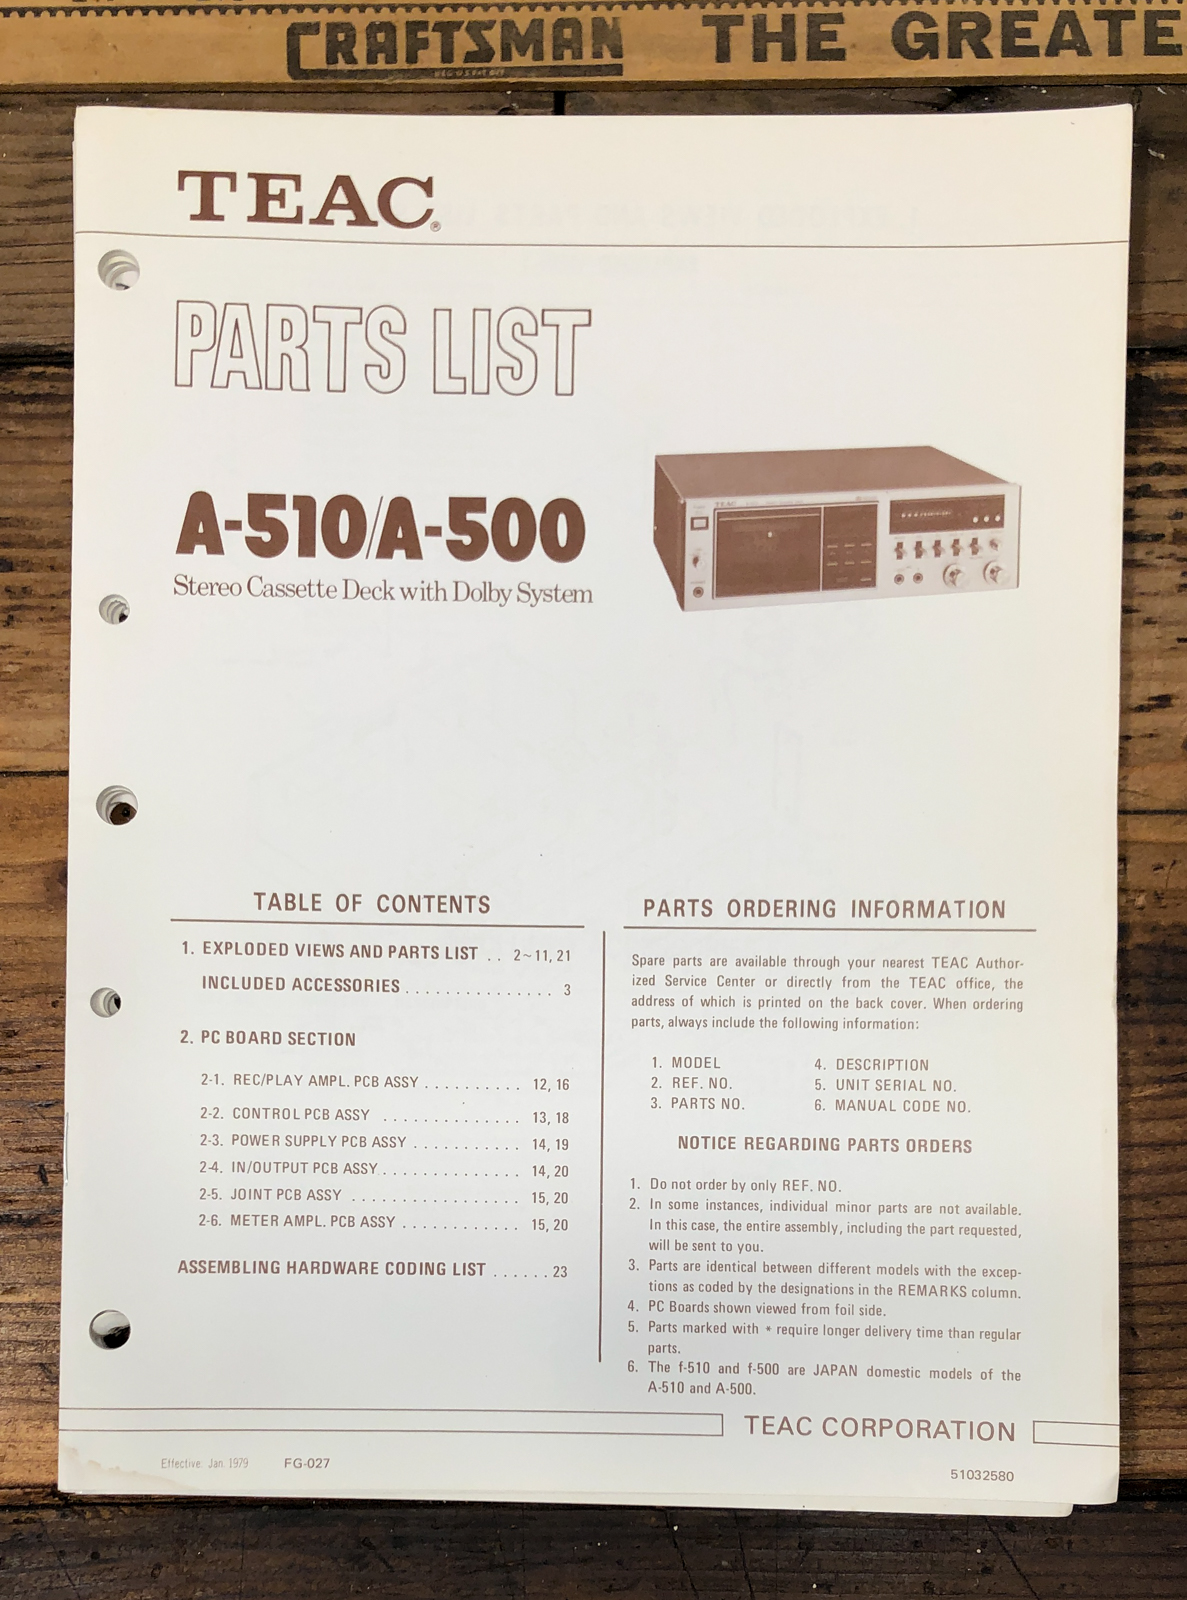 CRAFTSMAN THE GREATE
TEAC®
PARTS LIST
A-510/A-500
Stereo Cassette Deck with Dolby System
TEAC
TABLE OF CONTENTS
1. EXPLODED VIEWS AND PARTS LIST . . 2~11, 21
INCLUDED ACCESSORIES . . . . . . . . . . . . . . . 3
2. PC BOARD SECTION
2-1. REC/PLAY AMPL. PCB ASSY . . . . . . . . . . 12, 16
2-2. CONTROL PCB ASSY . . . . . . . . . . . . . . 13, 18
2-3. POWER SUPPLY PCB ASSY . . . . . . . . . . . 14, 19
2-4. IN/OUTPUT PCB ASSY . . . . . . . . . . . . . . 14, 20
2-5. JOINT PCB ASSY . . . . . . . . . . . . . . . . . 15, 20
2-6. METER AMPL. PCB ASSY . . . . . . . . . . . . 15, 20
ASSEMBLING HARDWARE CODING LIST . . . . . . 23
PARTS ORDERING INFORMATION
Spare parts are available through your nearest TEAC Author-
ized Service Center or directly from the TEAC office, the
address of which is printed on the back cover. When ordering
parts, always include the following information:
1. MODEL 4. DESCRIPTION
2. REF. NO. 5. UNIT SERIAL NO.
3. PARTS NO. 6. MANUAL CODE NO.
NOTICE REGARDING PARTS ORDERS
1. Do not order by only REF. NO.
2. In some instances, individual minor parts are not available.
In this case, the entire assembly, including the part requested,
will be sent to you.
3. Parts are identical between different models with the excep-
tions as coded by the designations in the REMARKS column.
4. PC Boards shown viewed from foil side.
5. Parts marked with * require longer delivery time than regular
parts.
6. The f-510 and f-500 are JAPAN domestic models of the
A-510 and A-500.
TEAC CORPORATION
Effective: Jan. 1979 FG-027
51032580